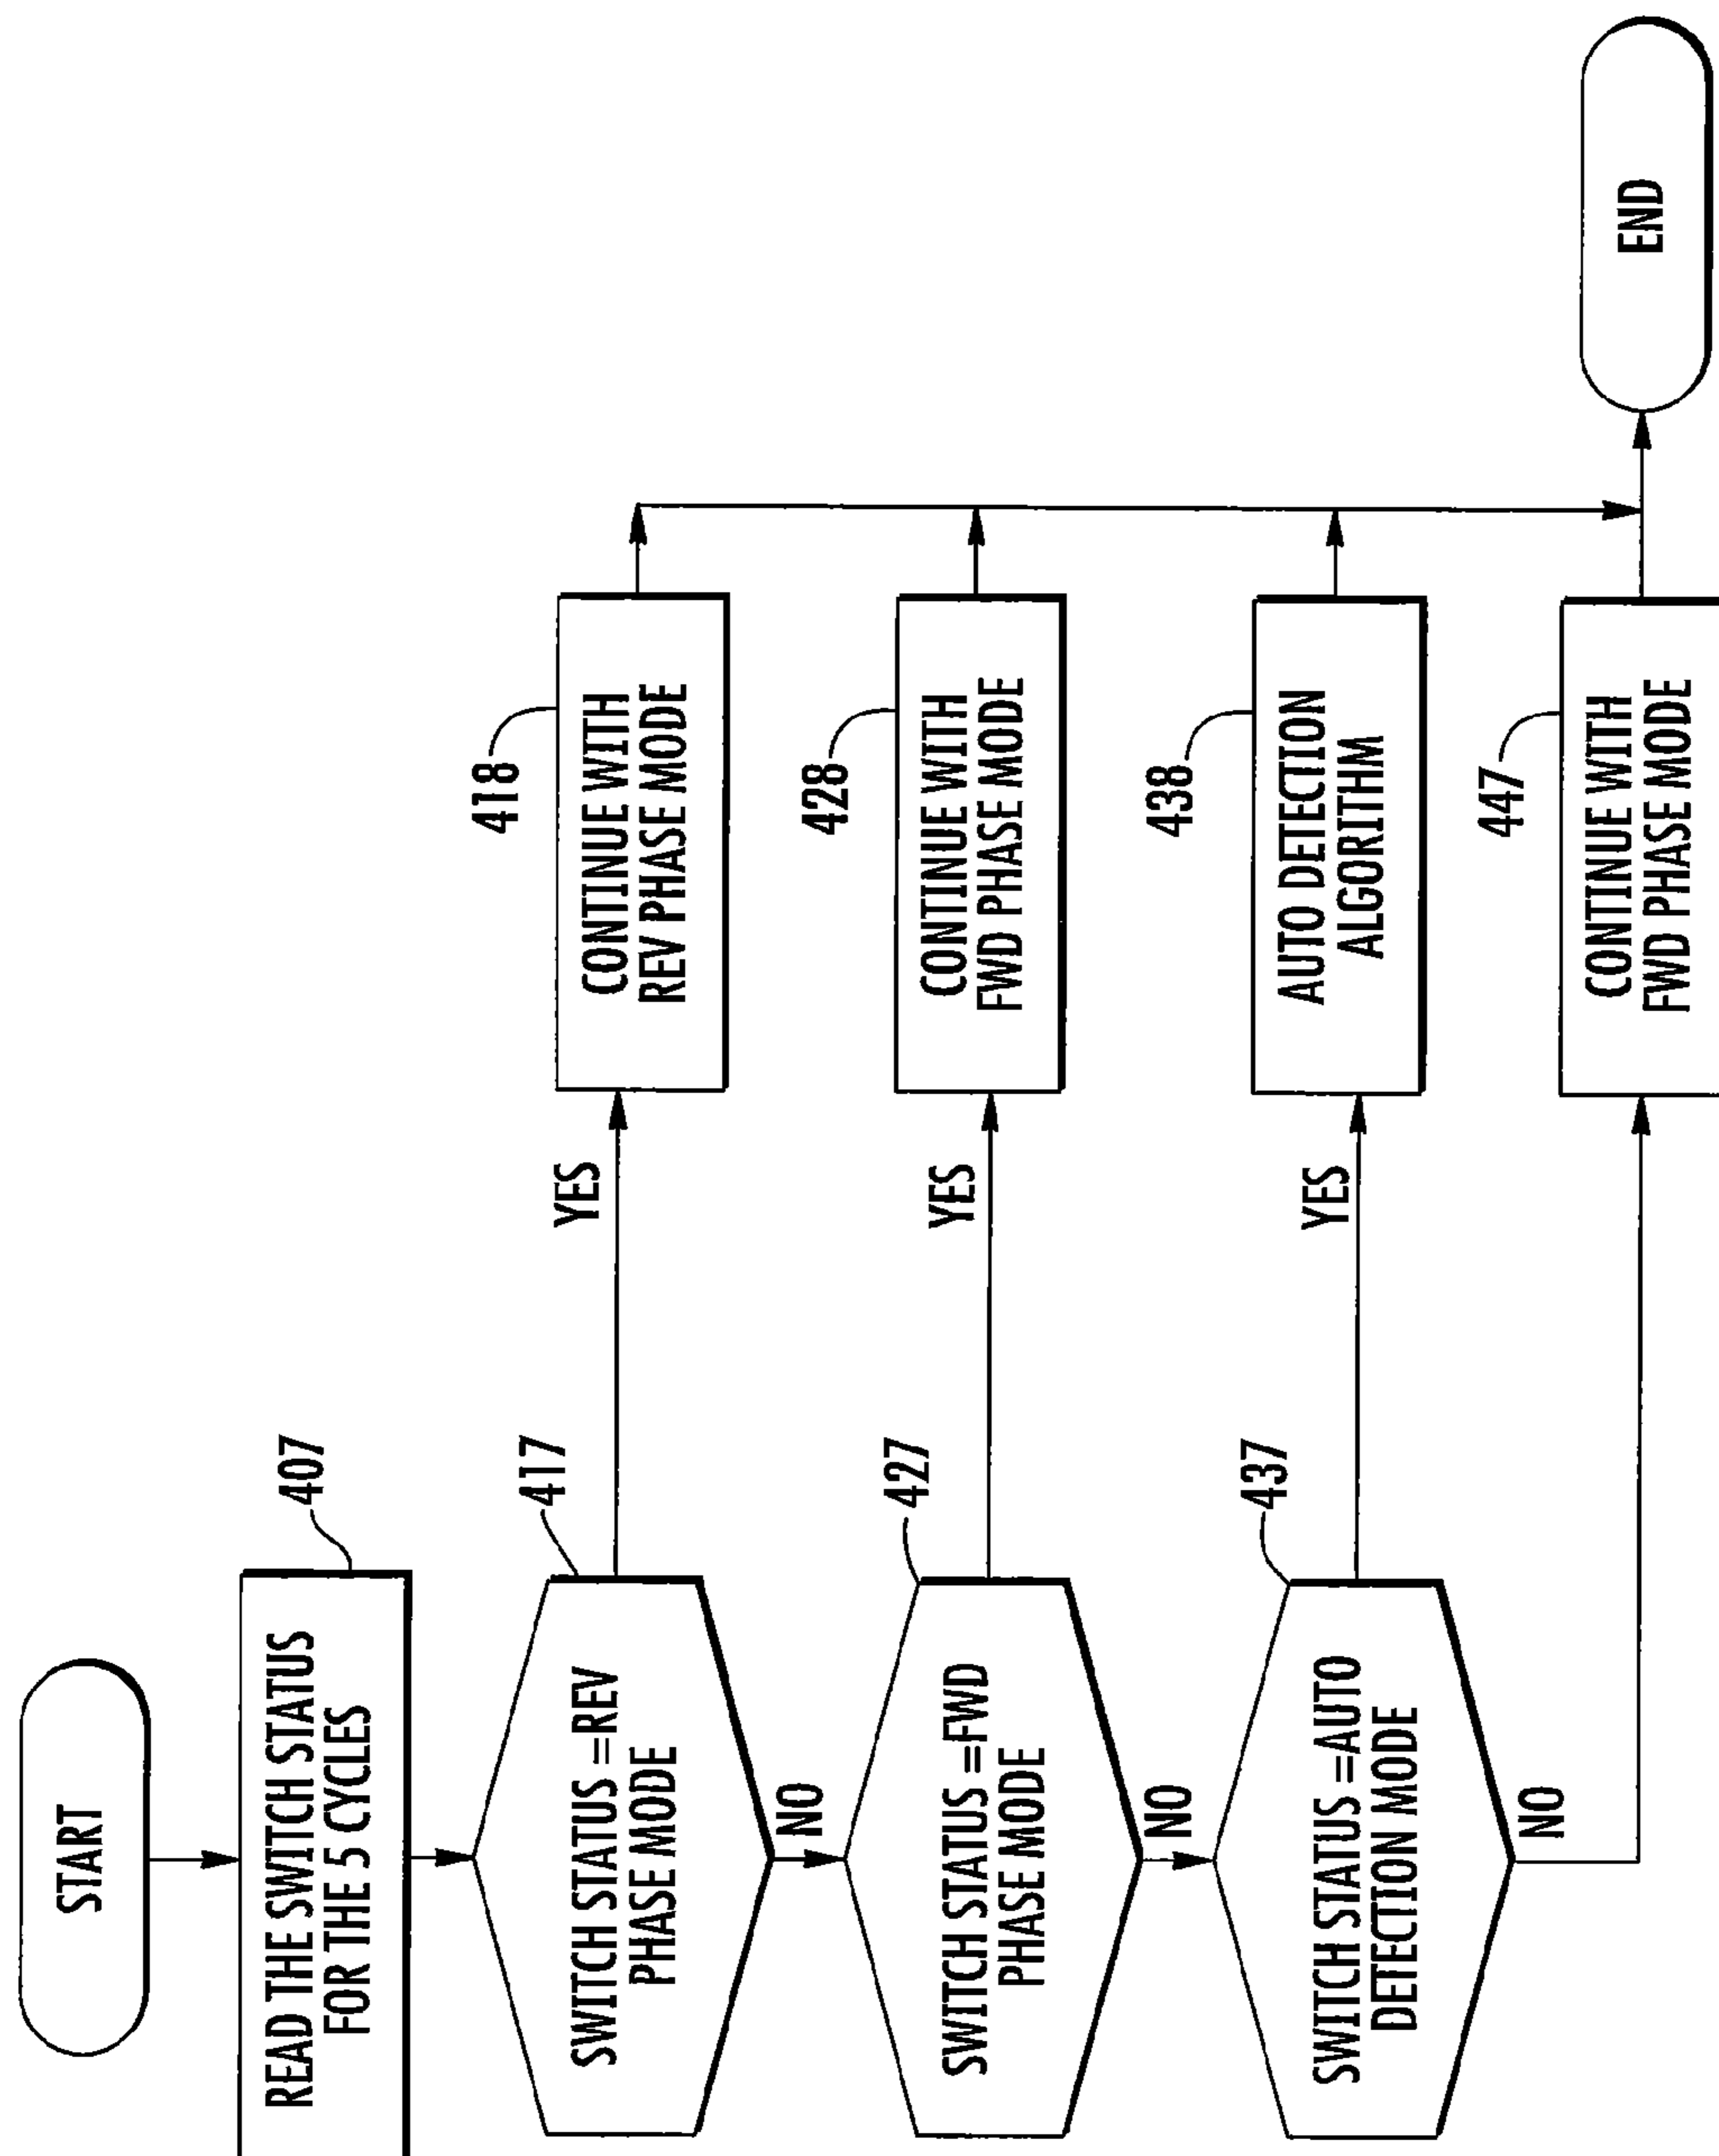 START
READ THE SWITCH STATUS
FOR THE 5 CYCLES
407
SWITCH STATUS =REV
PHASE MODE
417
YES
CONTINUE WITH
REV PHASE MODE
418
NO
SWITCH STATUS =FWD
PHASE MODE
427
YES
CONTINUE WITH
FWD PHASE MODE
428
NO
SWITCH STATUS =AUTO
DETECTION MODE
437
YES
AUTO DETECTION
ALGORITHM
438
NO
CONTINUE WITH
FWD PHASE MODE
447
END